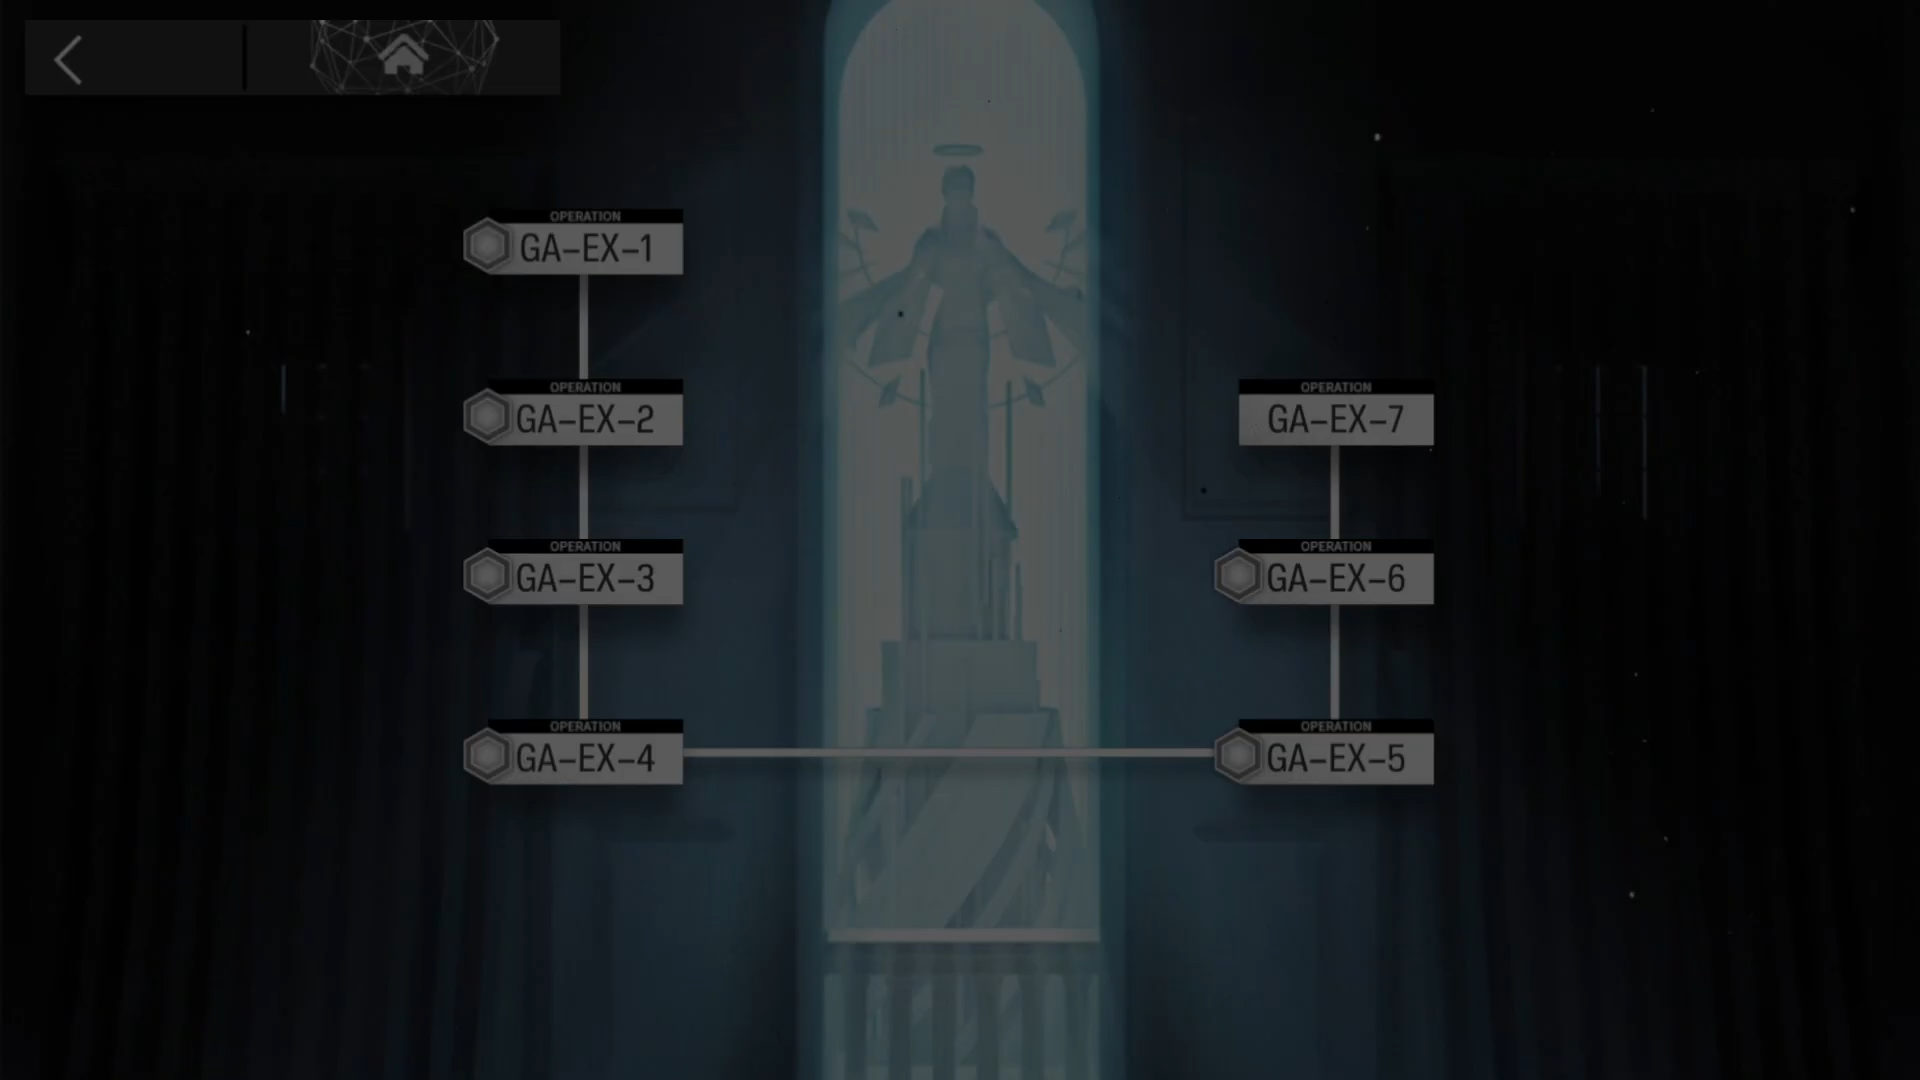 OPERATION
GA-EX-1
OPERATION
GA-EX-2
OPERATION
GA-EX-7
OPERATION
GA-EX-3
OPERATION
GA-EX-6
OPERATION
GA-EX-4
OPERATION
GA-EX-5